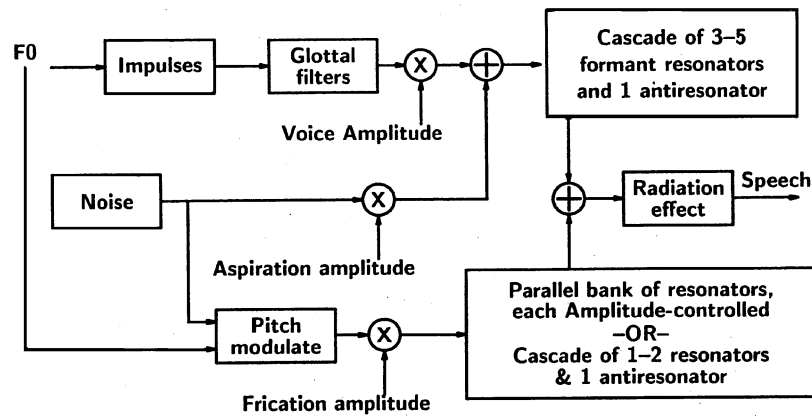 F0
Impulses
Glottal
filters
X
+
Cascade of 3–5
formant resonators
and 1 antiresonator
Voice Amplitude
Noise
X
+
Radiation
effect
Speech
Aspiration amplitude
Pitch
modulate
X
Parallel bank of resonators,
each Amplitude-controlled
–OR–
Cascade of 1–2 resonators
& 1 antiresonator
Frication amplitude